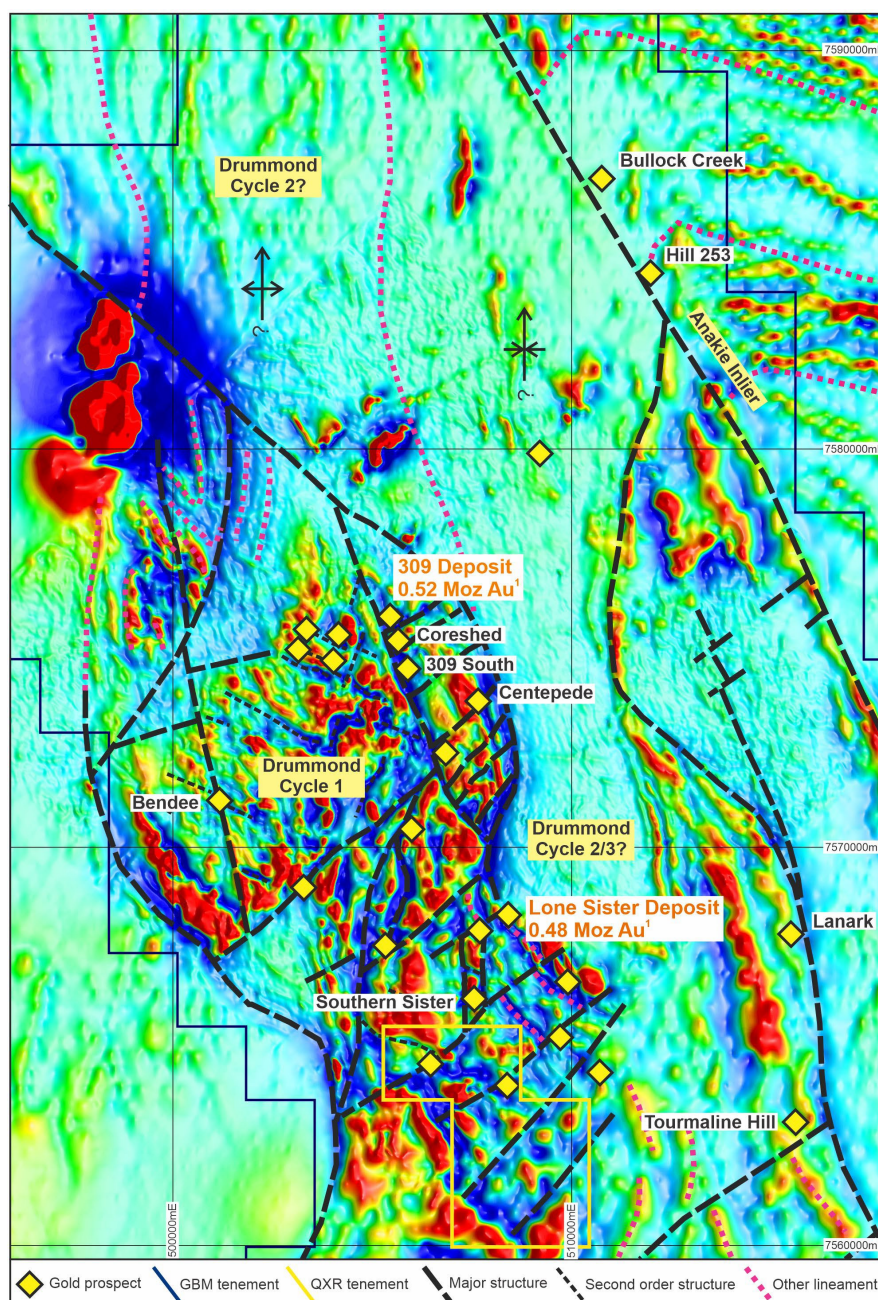 7590000m
Bullock Creek
Drummond
Cycle 2?
Hill 253
?
?
Anakie Inlier
7580000m
309 Deposit
0.52 Moz Au¹
Coreshed
309 South
Centepede
Drummond
Cycle 1
Bendee
Drummond
Cycle 2/3?
7570000m
Lone Sister Deposit
0.48 Moz Au¹
Lanark
Southern Sister
Tourmaline Hill
500000mE
510000mE
7560000m
Gold prospect
GBM tenement
QXR tenement
Major structure
Second order structure
Other lineament